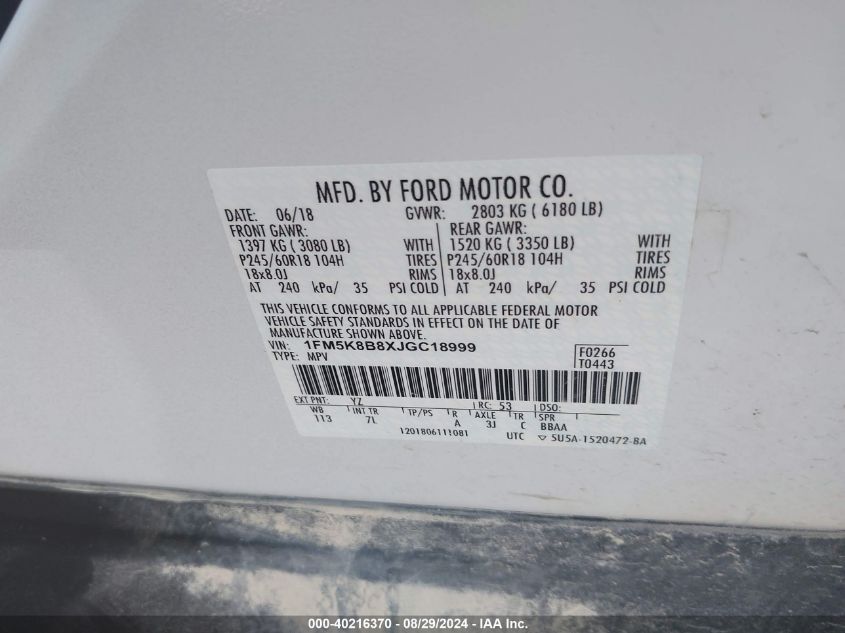 MFD. BY FORD MOTOR CO.
DATE: 06/18 GVWR: 2803 KG ( 6180 LB)
FRONT GAWR: REAR GAWR:
1397 KG ( 3080 LB) WITH 1520 KG ( 3350 LB) WITH
P245/60R18 104H TIRES P245/60R18 104H TIRES
18x8.0J RIMS 18x8.0J RIMS
AT 240 kPa/ 35 PSI COLD AT 240 kPa/ 35 PSI COLD
THIS VEHICLE CONFORMS TO ALL APPLICABLE FEDERAL MOTOR
VEHICLE SAFETY STANDARDS IN EFFECT ON THE DATE OF
MANUFACTURE SHOWN ABOVE.
VIN: 1FM5K8B8XJGC18999 F0266
TYPE: MPV T0443
EXT PNT: YZ RC: 53 DSO:
WB INT TR TP/PS R AXLE TR SPR
113 7L A 3J C BBAA
1201806111081 UTC ▽ 5U5A-1520472-BA
000-40216370 - 08/29/2024 - IAA Inc.